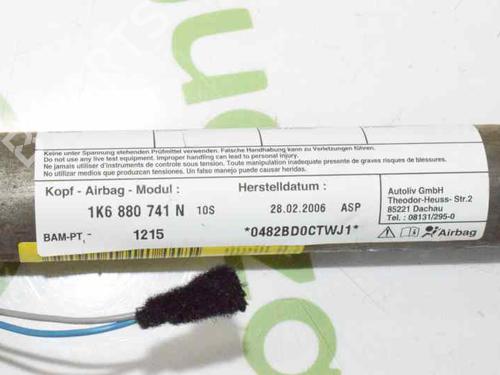 Keine unter Spannung stehenden Prüfmittel verwenden. Falsche Handhabung kann zu Verletzungen führen.
Do not use any live test equipment. Improper handling can lead to personal injury.
Ne jamais utiliser d'instruments de controle sous tension. Toute manipulation inadéquate présente de graves risques de blessures.
No utilizar medios que produzcan tensiones. Un falso manejo puede causar heridas.
Kopf - Airbag - Modul :
1K6 880 741 N 10S
BAM-PT.- 1215
Herstelldatum :
28.02.2006 ASP
*0482BD0CTWJ1*
Autoliv GmbH
Theodor-Heuss- Str.2
85221 Dachau
Tel. : 08131/295-0
Airbag